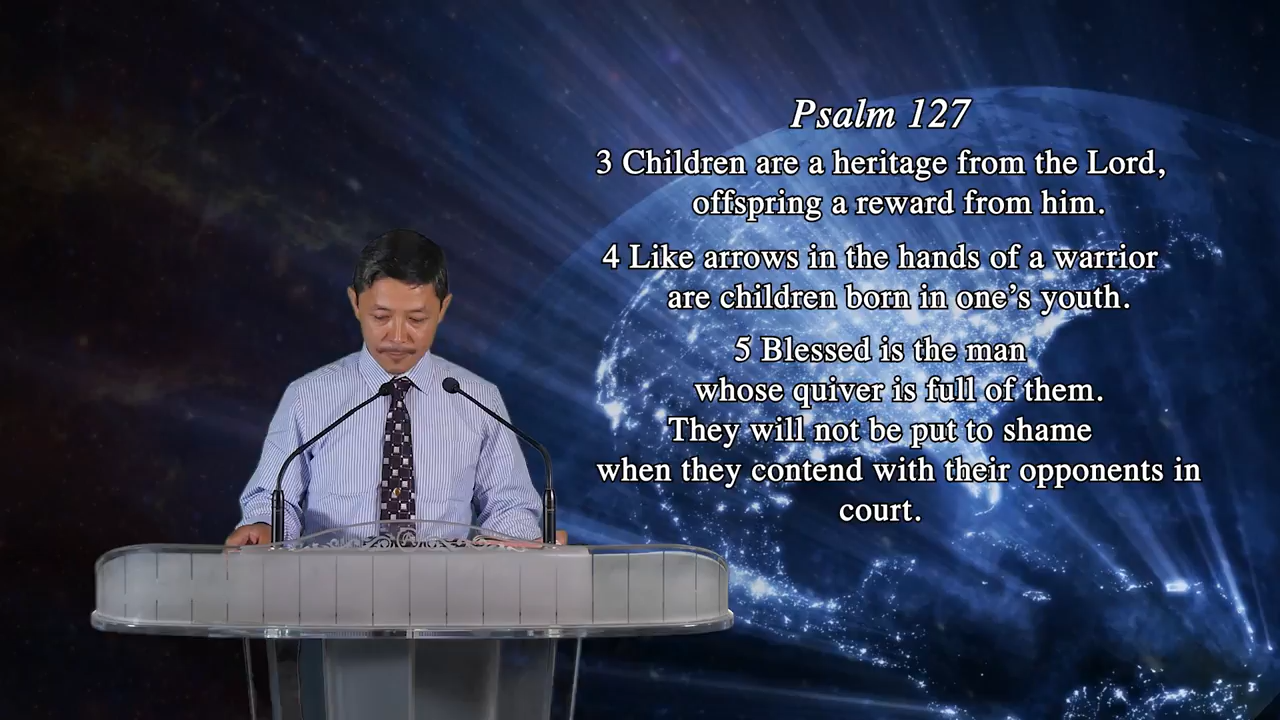 Psalm 127
3 Children are a heritage from the Lord,
offspring a reward from him.
4 Like arrows in the hands of a warrior
are children born in one’s youth.
5 Blessed is the man
whose quiver is full of them.
They will not be put to shame
when they contend with their opponents in
court.